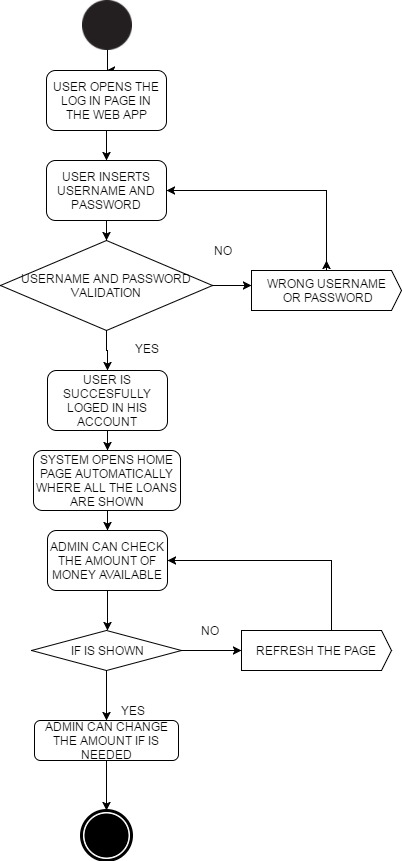 USER OPENS THE
LOG IN PAGE IN
THE WEB APP
USER INSERTS
USERNAME AND
PASSWORD
NO
USERNAME AND PASSWORD
VALIDATION
WRONG USERNAME
OR PASSWORD
YES
USER IS
SUCCESFULLY
LOGED IN HIS
ACCOUNT
SYSTEM OPENS HOME
PAGE AUTOMATICALLY
WHERE ALL THE LOANS
ARE SHOWN
ADMIN CAN CHECK
THE AMOUNT OF
MONEY AVAILABLE
NO
IF IS SHOWN
REFRESH THE PAGE
YES
ADMIN CAN CHANGE
THE AMOUNT IF IS
NEEDED